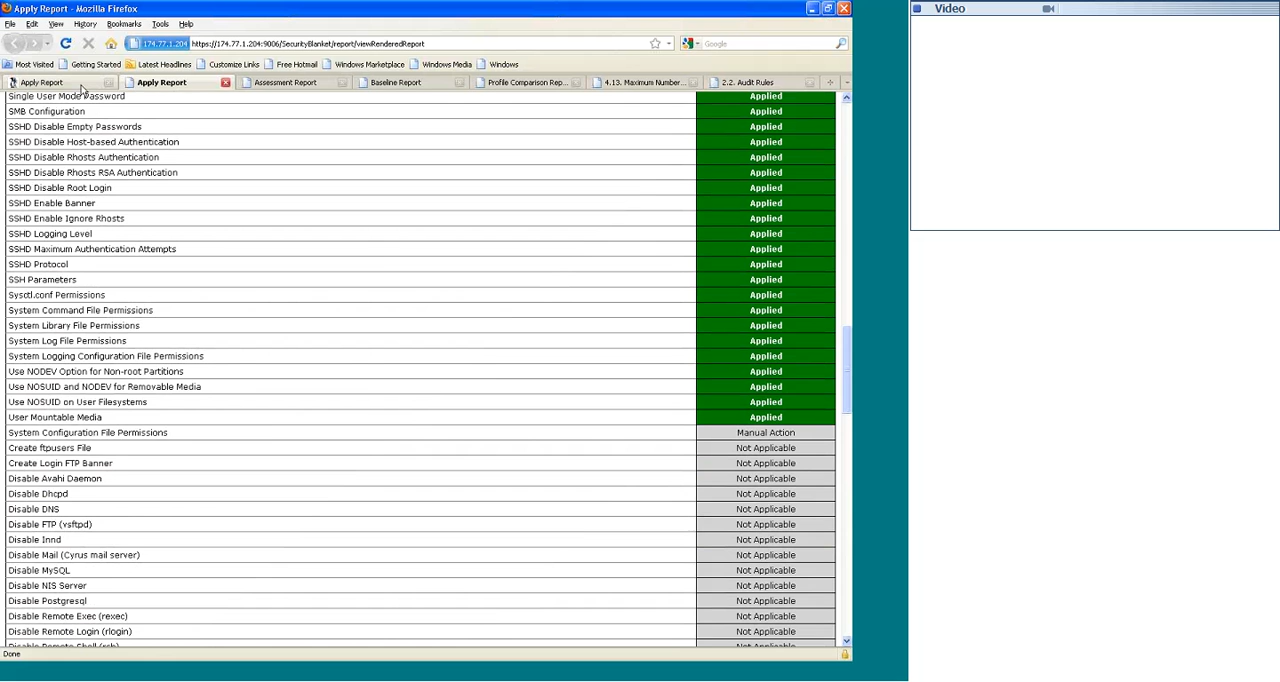 Apply Report - Mozilla Firefox
File Edit View History Bookmarks Tools Help
174.77.1.204 https://174.77.1.204:9006/SecurityBlanket/report/viewRenderedReport Google
Most Visited Getting Started Latest Headlines Customize Links Free Hotmail Windows Marketplace Windows Media Windows
Apply Report Apply Report Assessment Report Baseline Report Profile Comparison Rep... 4.13. Maximum Number... 2.2. Audit Rules
Single User Mode Password Applied
SMB Configuration Applied
SSHD Disable Empty Passwords Applied
SSHD Disable Host-based Authentication Applied
SSHD Disable Rhosts Authentication Applied
SSHD Disable Rhosts RSA Authentication Applied
SSHD Disable Root Login Applied
SSHD Enable Banner Applied
SSHD Enable Ignore Rhosts Applied
SSHD Logging Level Applied
SSHD Maximum Authentication Attempts Applied
SSHD Protocol Applied
SSH Parameters Applied
Sysctl.conf Permissions Applied
System Command File Permissions Applied
System Library File Permissions Applied
System Log File Permissions Applied
System Logging Configuration File Permissions Applied
Use NODEV Option for Non-root Partitions Applied
Use NOSUID and NODEV for Removable Media Applied
Use NOSUID on User Filesystems Applied
User Mountable Media Applied
System Configuration File Permissions Manual Action
Create ftpusers File Not Applicable
Create Login FTP Banner Not Applicable
Disable Avahi Daemon Not Applicable
Disable Dhcpd Not Applicable
Disable DNS Not Applicable
Disable FTP (vsftpd) Not Applicable
Disable Innd Not Applicable
Disable Mail (Cyrus mail server) Not Applicable
Disable MySQL Not Applicable
Disable NIS Server Not Applicable
Disable Postgresql Not Applicable
Disable Remote Exec (rexec) Not Applicable
Disable Remote Login (rlogin) Not Applicable
Disable Remote Shell (rsh) Not Applicable
Done
Video